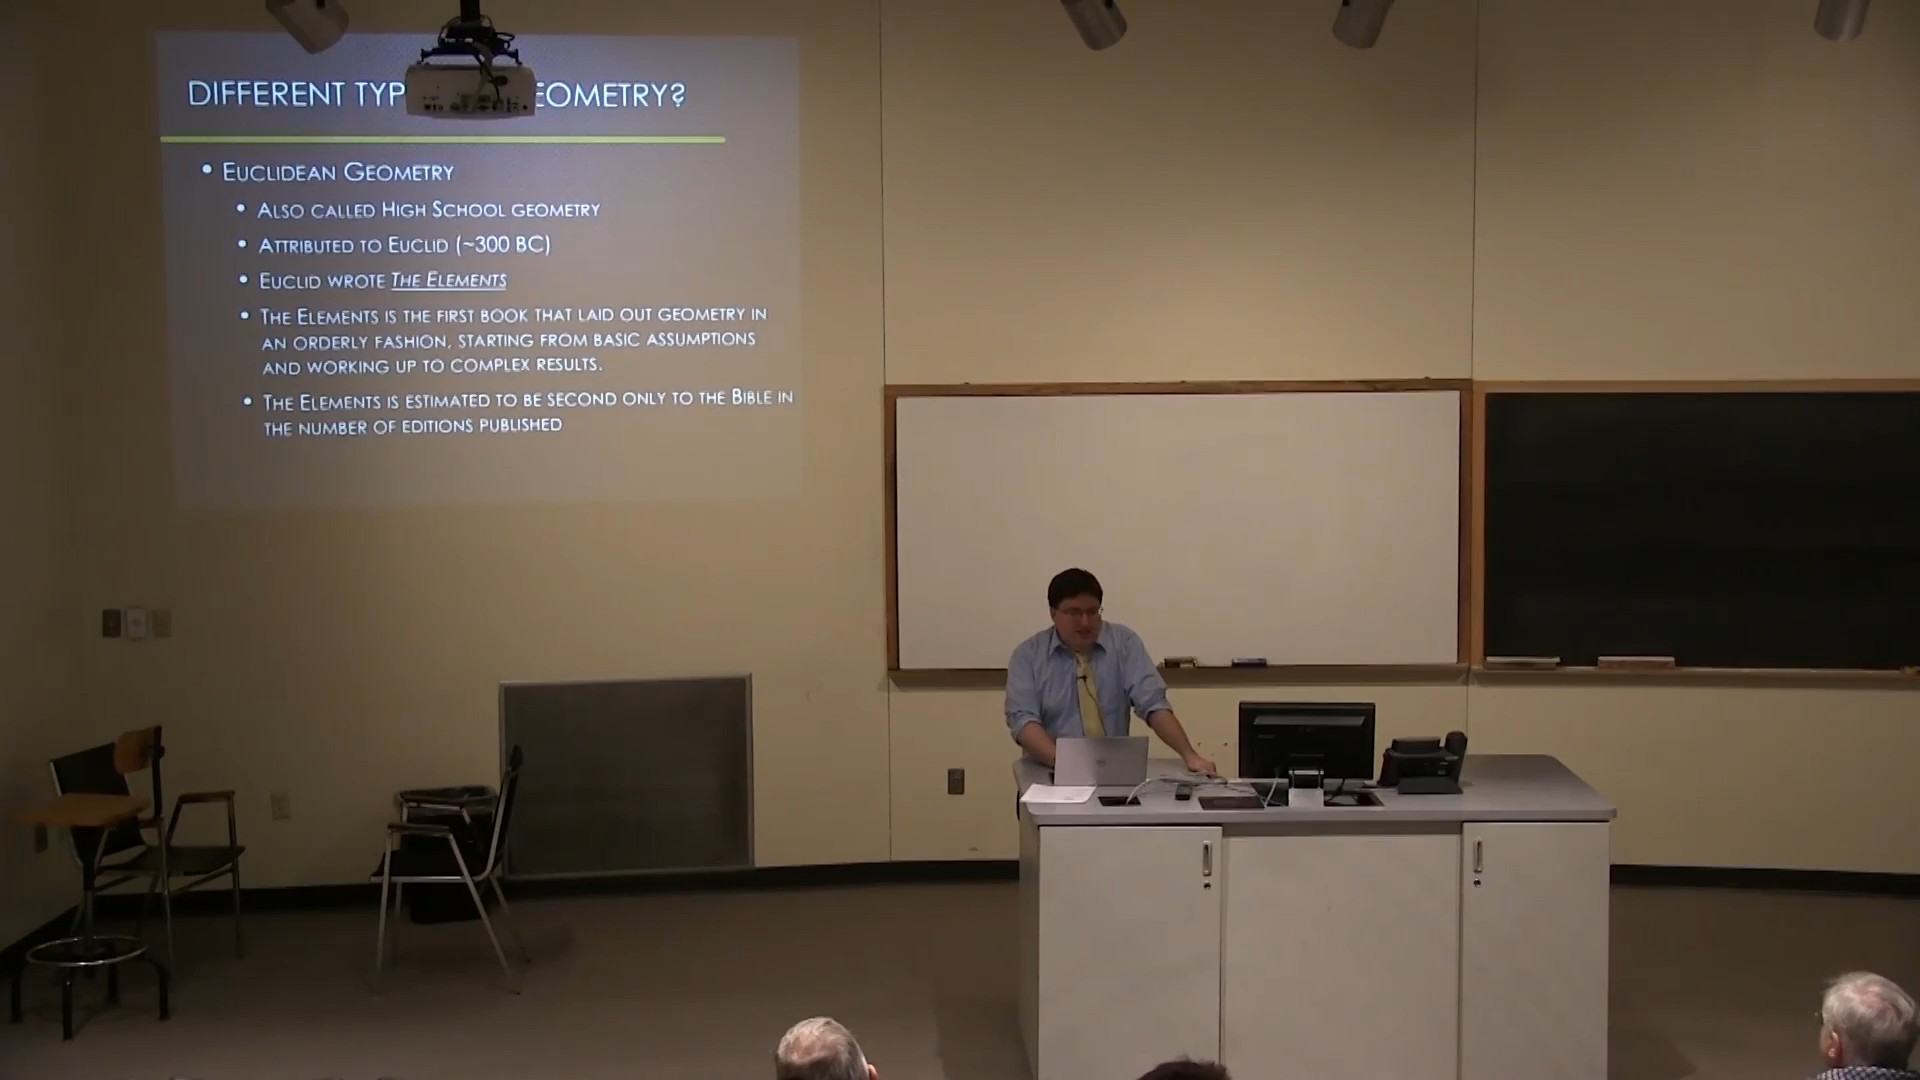 DIFFERENT TYP EOMETRY?
• EUCLIDEAN GEOMETRY
• ALSO CALLED HIGH SCHOOL GEOMETRY
• ATTRIBUTED TO EUCLID (~300 BC)
• EUCLID WROTE THE ELEMENTS
• THE ELEMENTS IS THE FIRST BOOK THAT LAID OUT GEOMETRY IN
AN ORDERLY FASHION, STARTING FROM BASIC ASSUMPTIONS
AND WORKING UP TO COMPLEX RESULTS.
• THE ELEMENTS IS ESTIMATED TO BE SECOND ONLY TO THE BIBLE IN
THE NUMBER OF EDITIONS PUBLISHED